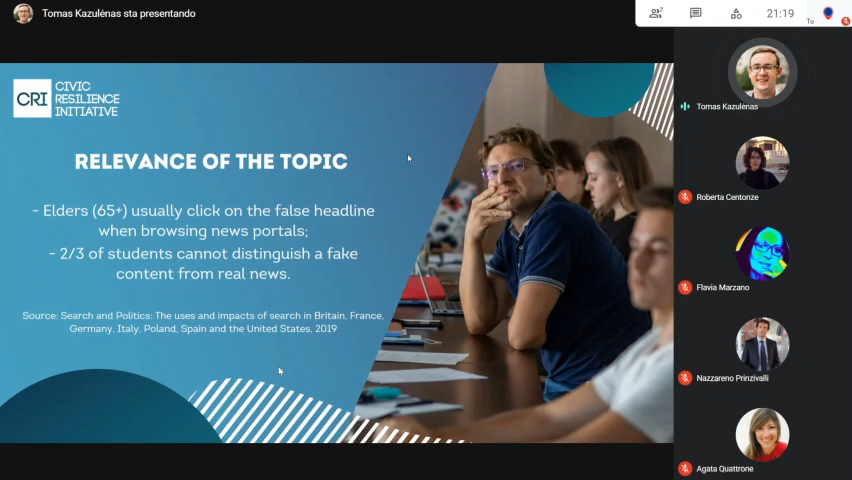 Tomas Kazulėnas sta presentando
7
21:19
Tu
CRI
CIVIC
RESILIENCE
INITIATIVE
RELEVANCE OF THE TOPIC
- Elders (65+) usually click on the false headline
when browsing news portals;
- 2/3 of students cannot distinguish a fake
content from real news.
Source: Search and Politics: The uses and impacts of search in Britain, France,
Germany, Italy, Poland, Spain and the United States, 2019
Tomas Kazulėnas
Roberta Centonze
Flavia Marzano
Nazzareno Prinzivalli
Agata Quattrone